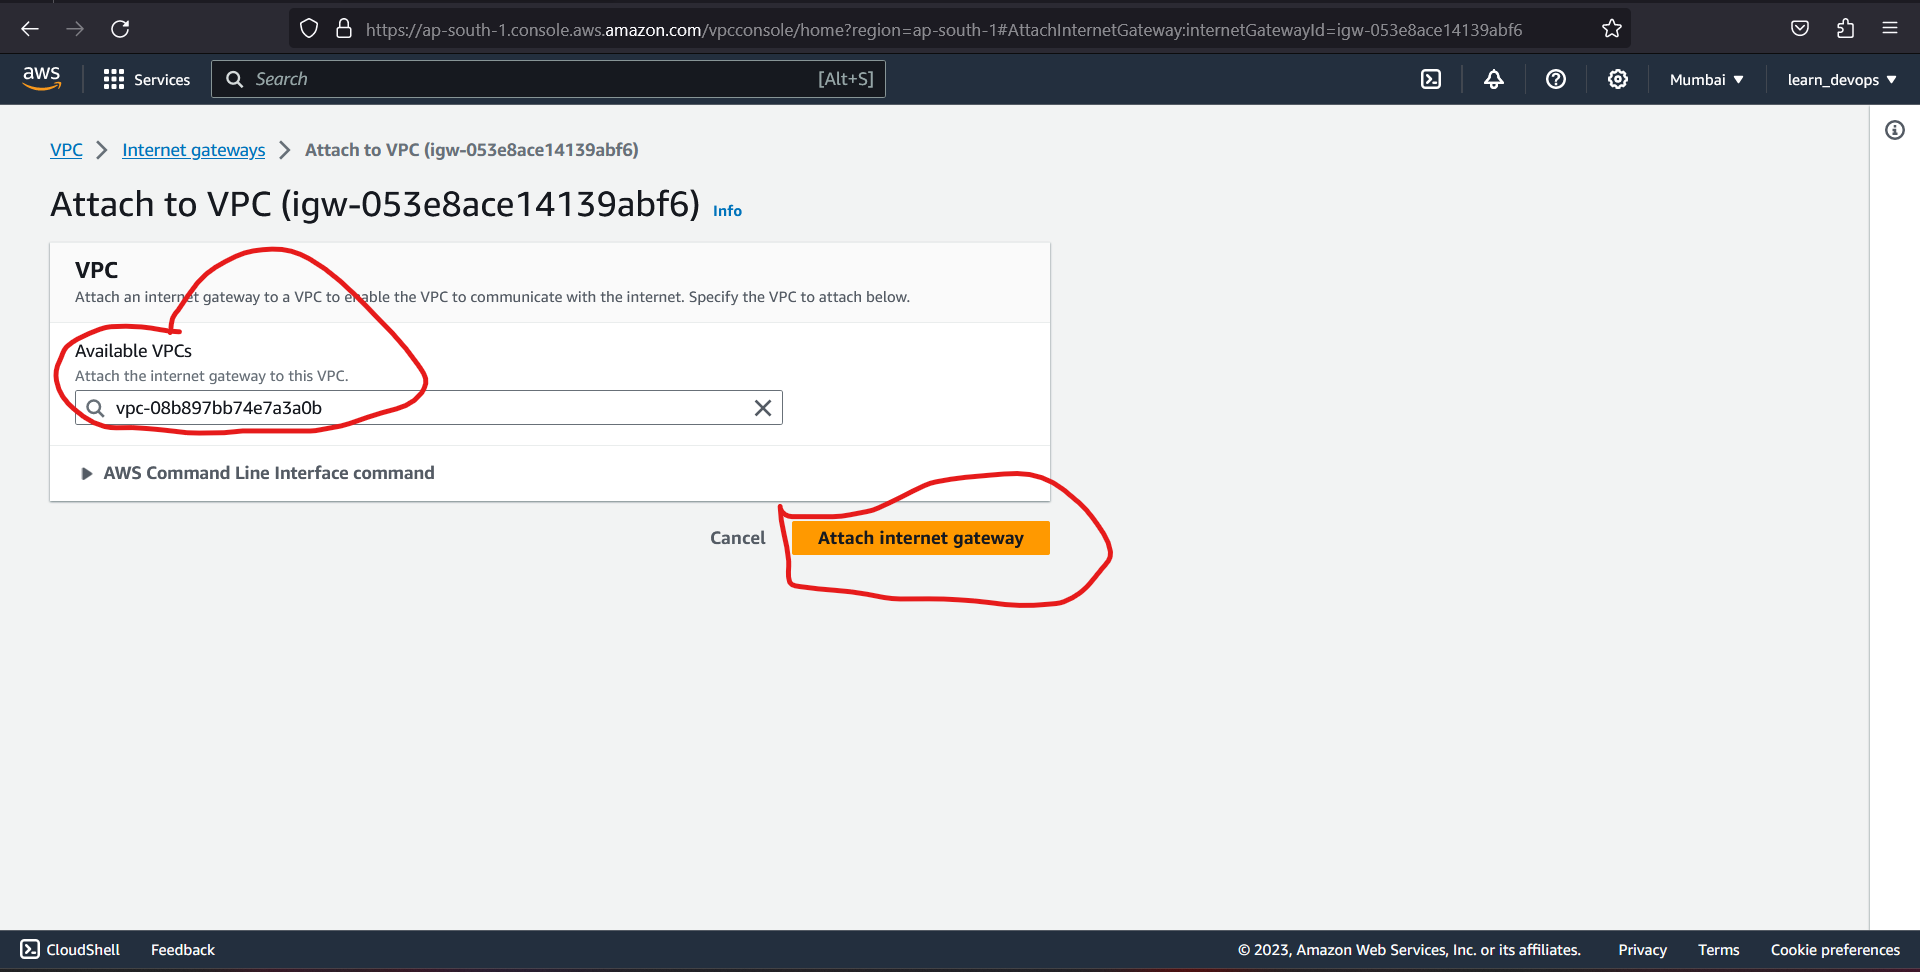 https://ap-south-1.console.aws.amazon.com/vpcconsole/home?region=ap-south-1#AttachInternetGateway:internetGatewayId=igw-053e8ace14139abf6
aws Services Search [Alt+S] Mumbai learn_devops
VPC Internet gateways Attach to VPC (igw-053e8ace14139abf6)
Attach to VPC (igw-053e8ace14139abf6) Info
VPC
Attach an internet gateway to a VPC to enable the VPC to communicate with the internet. Specify the VPC to attach below.
Available VPCs
Attach the internet gateway to this VPC.
vpc-08b897bb74e7a3a0b
AWS Command Line Interface command
Cancel Attach internet gateway
CloudShell Feedback © 2023, Amazon Web Services, Inc. or its affiliates. Privacy Terms Cookie preferences